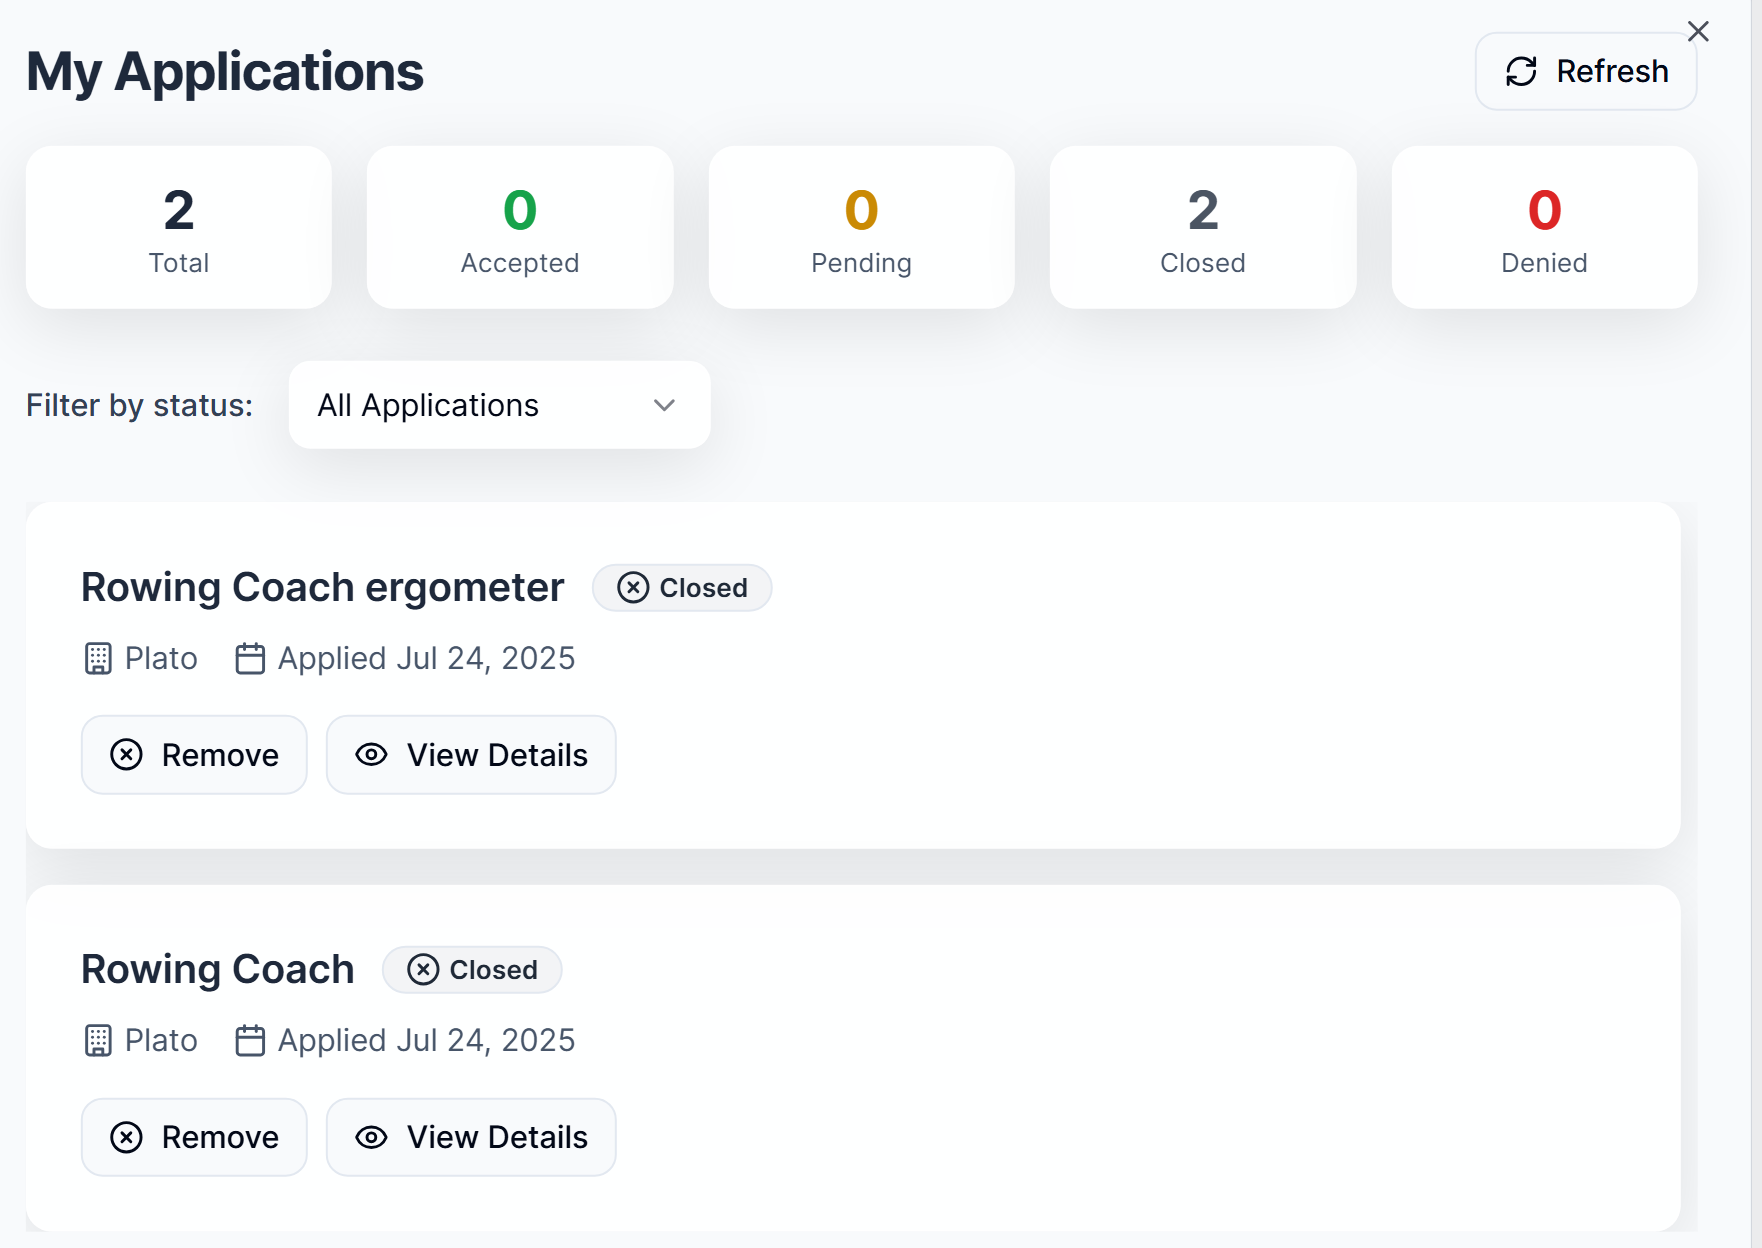 My Applications
Refresh
2
Total
0
Accepted
0
Pending
2
Closed
0
Denied
Filter by status:
All Applications
Rowing Coach ergometer
Closed
Plato
Applied Jul 24, 2025
Remove
View Details
Rowing Coach
Closed
Plato
Applied Jul 24, 2025
Remove
View Details